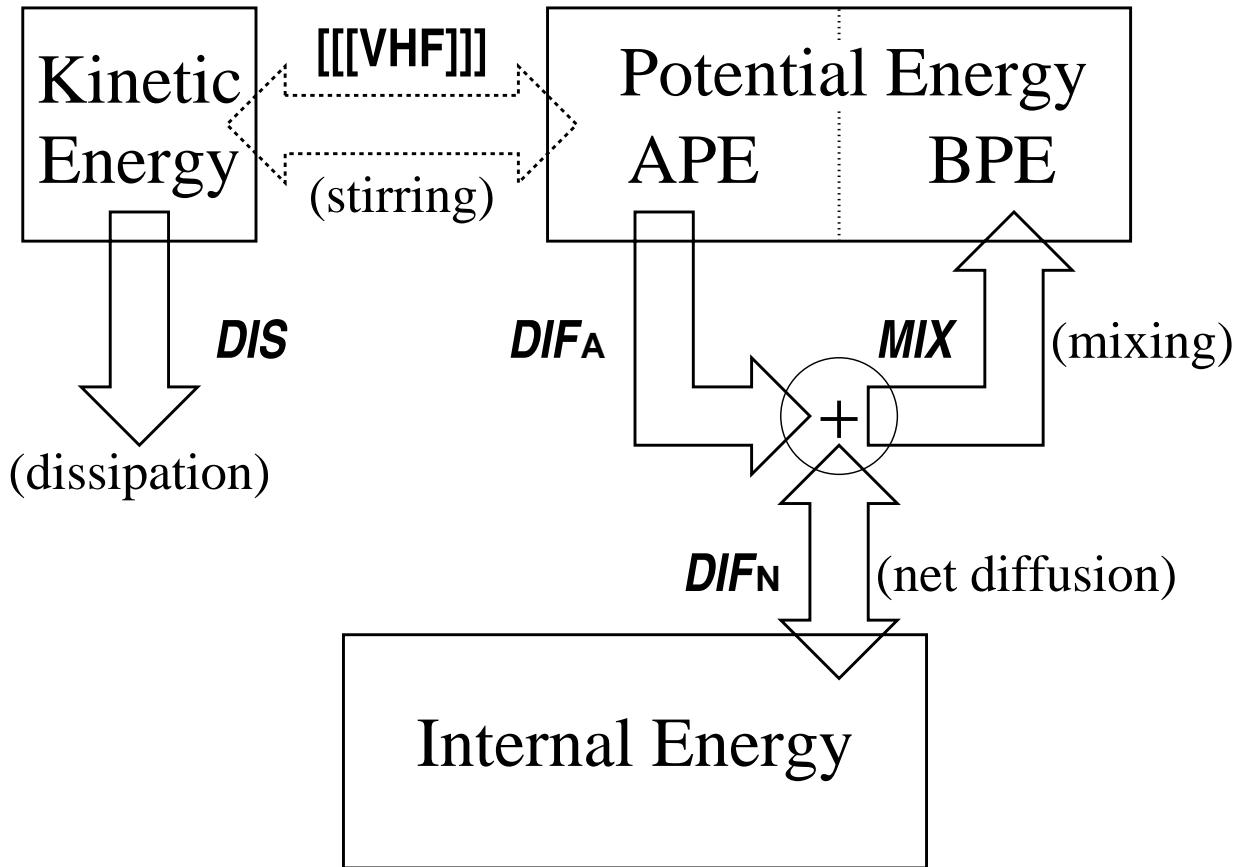 Kinetic
Energy
[[[VHF]]]
(stirring)
Potential Energy
APE
BPE
DIS
(dissipation)
DIFA
MIX
(mixing)
+
DIFN
(net diffusion)
Internal Energy